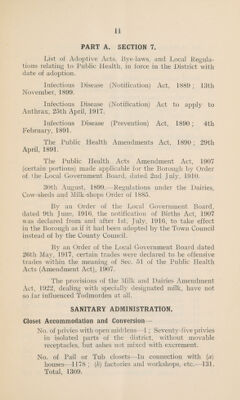 11
PART A. SECTION 7.
List of Adoptive Acts, Bye-laws, and Local Regula-
tions relating to Public Health, in force in the District with
date of adoption.
Infectious Disease (Notification) Act, 1889; 13th
November, 1899.
Infectious Disease (Notification) Act to apply to
Anthrax, 25th April, 1917.
Infectious Disease (Prevention) Act, 1890; 4th
February, 1891.
The Public Health Amendments Act, 1890; 29th
April, 1891.
The Public Health Acts Amendment Act, 1907
(certain portions) made applicable for the Borough by Order
of the Local Government Board, dated 2nd July, 1910.
30th August, 1899.—Regulations under the Dairies,
Cow-sheds and Milk-shops Order of 1885.
By an Order of the Local Government Board,
dated 9th June, 1916, the notification of Births Act, 1907
was declared from and after 1st, July, 1916, to take effect
in the Borough as if it had been adopted by the Town Council
instead of by the County Council.
By an Order of the Local Government Board dated
26th May, 1917, certain trades were declared to be offensive
trades within the meaning of Sec. 51 of the Public Health
Acts (Amendment Act), 1907.
The provisions of the Milk and Dairies Amendment
Act, 1922, dealing with specially designated milk, have not
so far influenced Todmorden at all.
SANITARY ADMINISTRATION.
Closet Accommodation and Conversion—
No. of privies with open middens—1; Seventy-five privies
in isolated parts of the district, without movable
receptacles, but ashes not mixed with excrement.
No. of Pail or Tub closets—In connection with (a)
houses—1178; (b) factories and workshops, etc.—131.
Total, 1309.